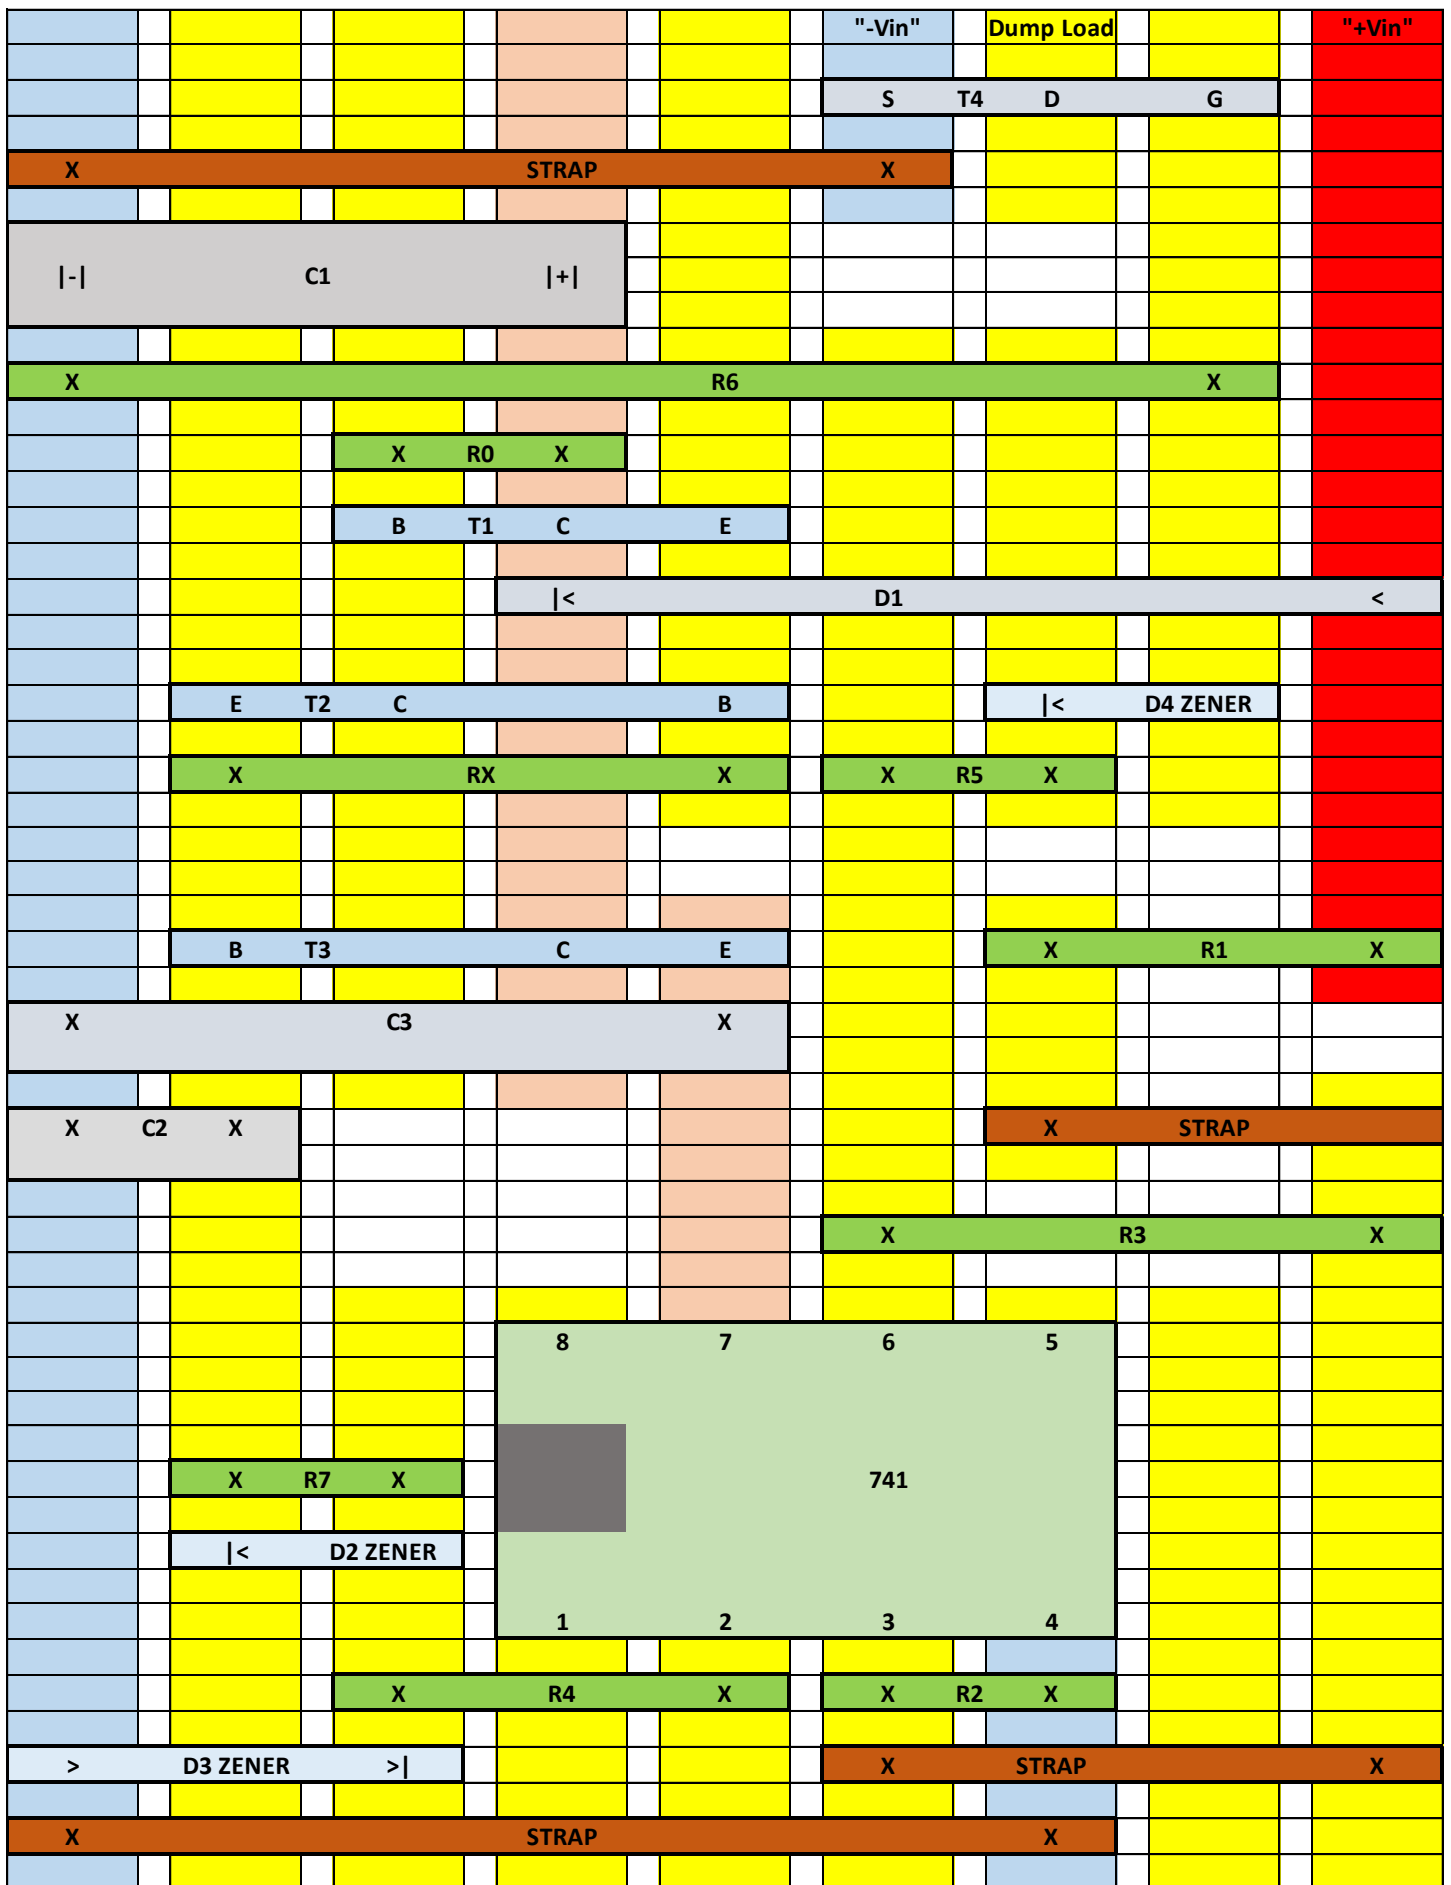 "-Vin" Dump Load "+Vin"
S T4 D G
X STRAP X
|-| C1 |+|
X R6 X
X R0 X
B T1 C E
|< D1 <
E T2 C B |< D4 ZENER
X RX X X R5 X
B T3 C E X R1 X
X C3 X
X C2 X X STRAP
X R3 X
8 7 6 5
X R7 X 741
|< D2 ZENER
1 2 3 4
X R4 X X R2 X
> D3 ZENER >| X STRAP X
X STRAP X